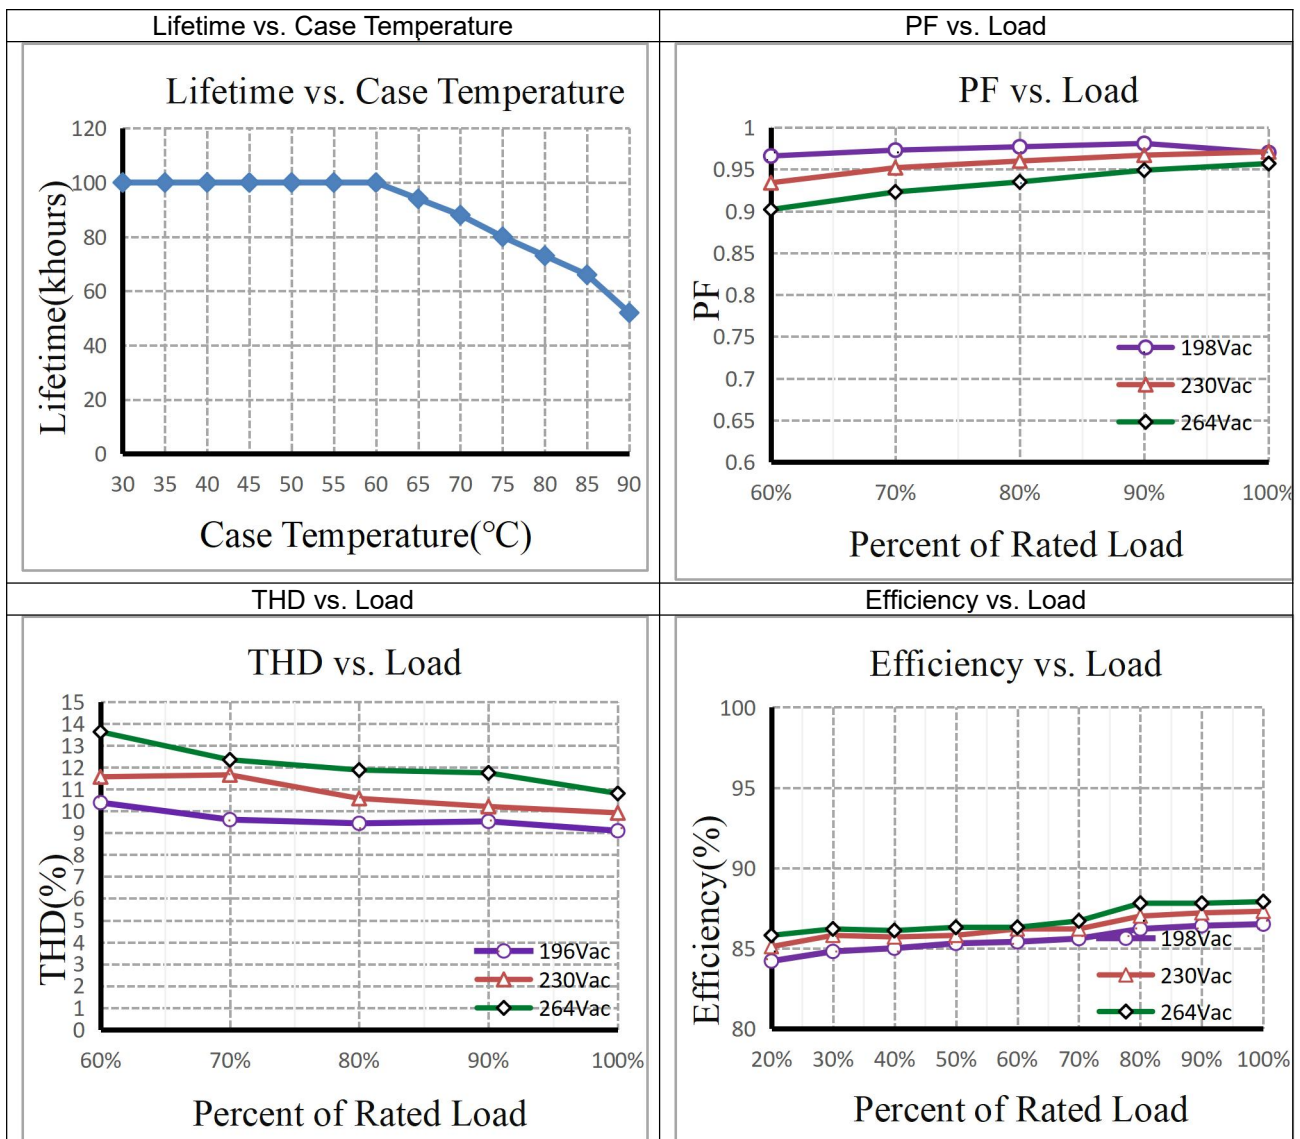 Lifetime vs. Case Temperature
PF vs. Load
Lifetime vs. Case Temperature
120
100
80
60
40
20
0
Lifetime(khours)
30 35 40 45 50 55 60 65 70 75 80 85 90
Case Temperature(℃)
PF vs. Load
1
0.95
0.9
0.85
0.8
0.75
0.7
0.65
0.6
PF
198Vac
230Vac
264Vac
60% 70% 80% 90% 100%
Percent of Rated Load
THD vs. Load
Efficiency vs. Load
THD vs. Load
15
14
13
12
11
10
9
8
7
6
5
4
3
2
1
0
THD(%)
196Vac
230Vac
264Vac
60% 70% 80% 90% 100%
Percent of Rated Load
Efficiency vs. Load
100
95
90
85
80
Efficiency(%)
198Vac
230Vac
264Vac
20% 30% 40% 50% 60% 70% 80% 90% 100%
Percent of Rated Load